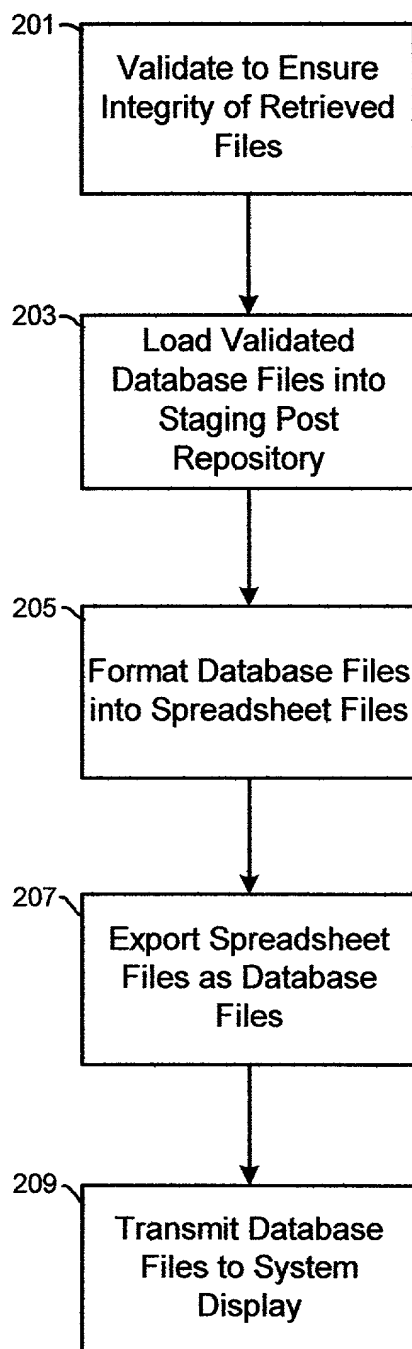 201
Validate to Ensure
Integrity of Retrieved
Files
203
Load Validated
Database Files into
Staging Post
Repository
205
Format Database Files
into Spreadsheet Files
207
Export Spreadsheet
Files as Database
Files
209
Transmit Database
Files to System
Display